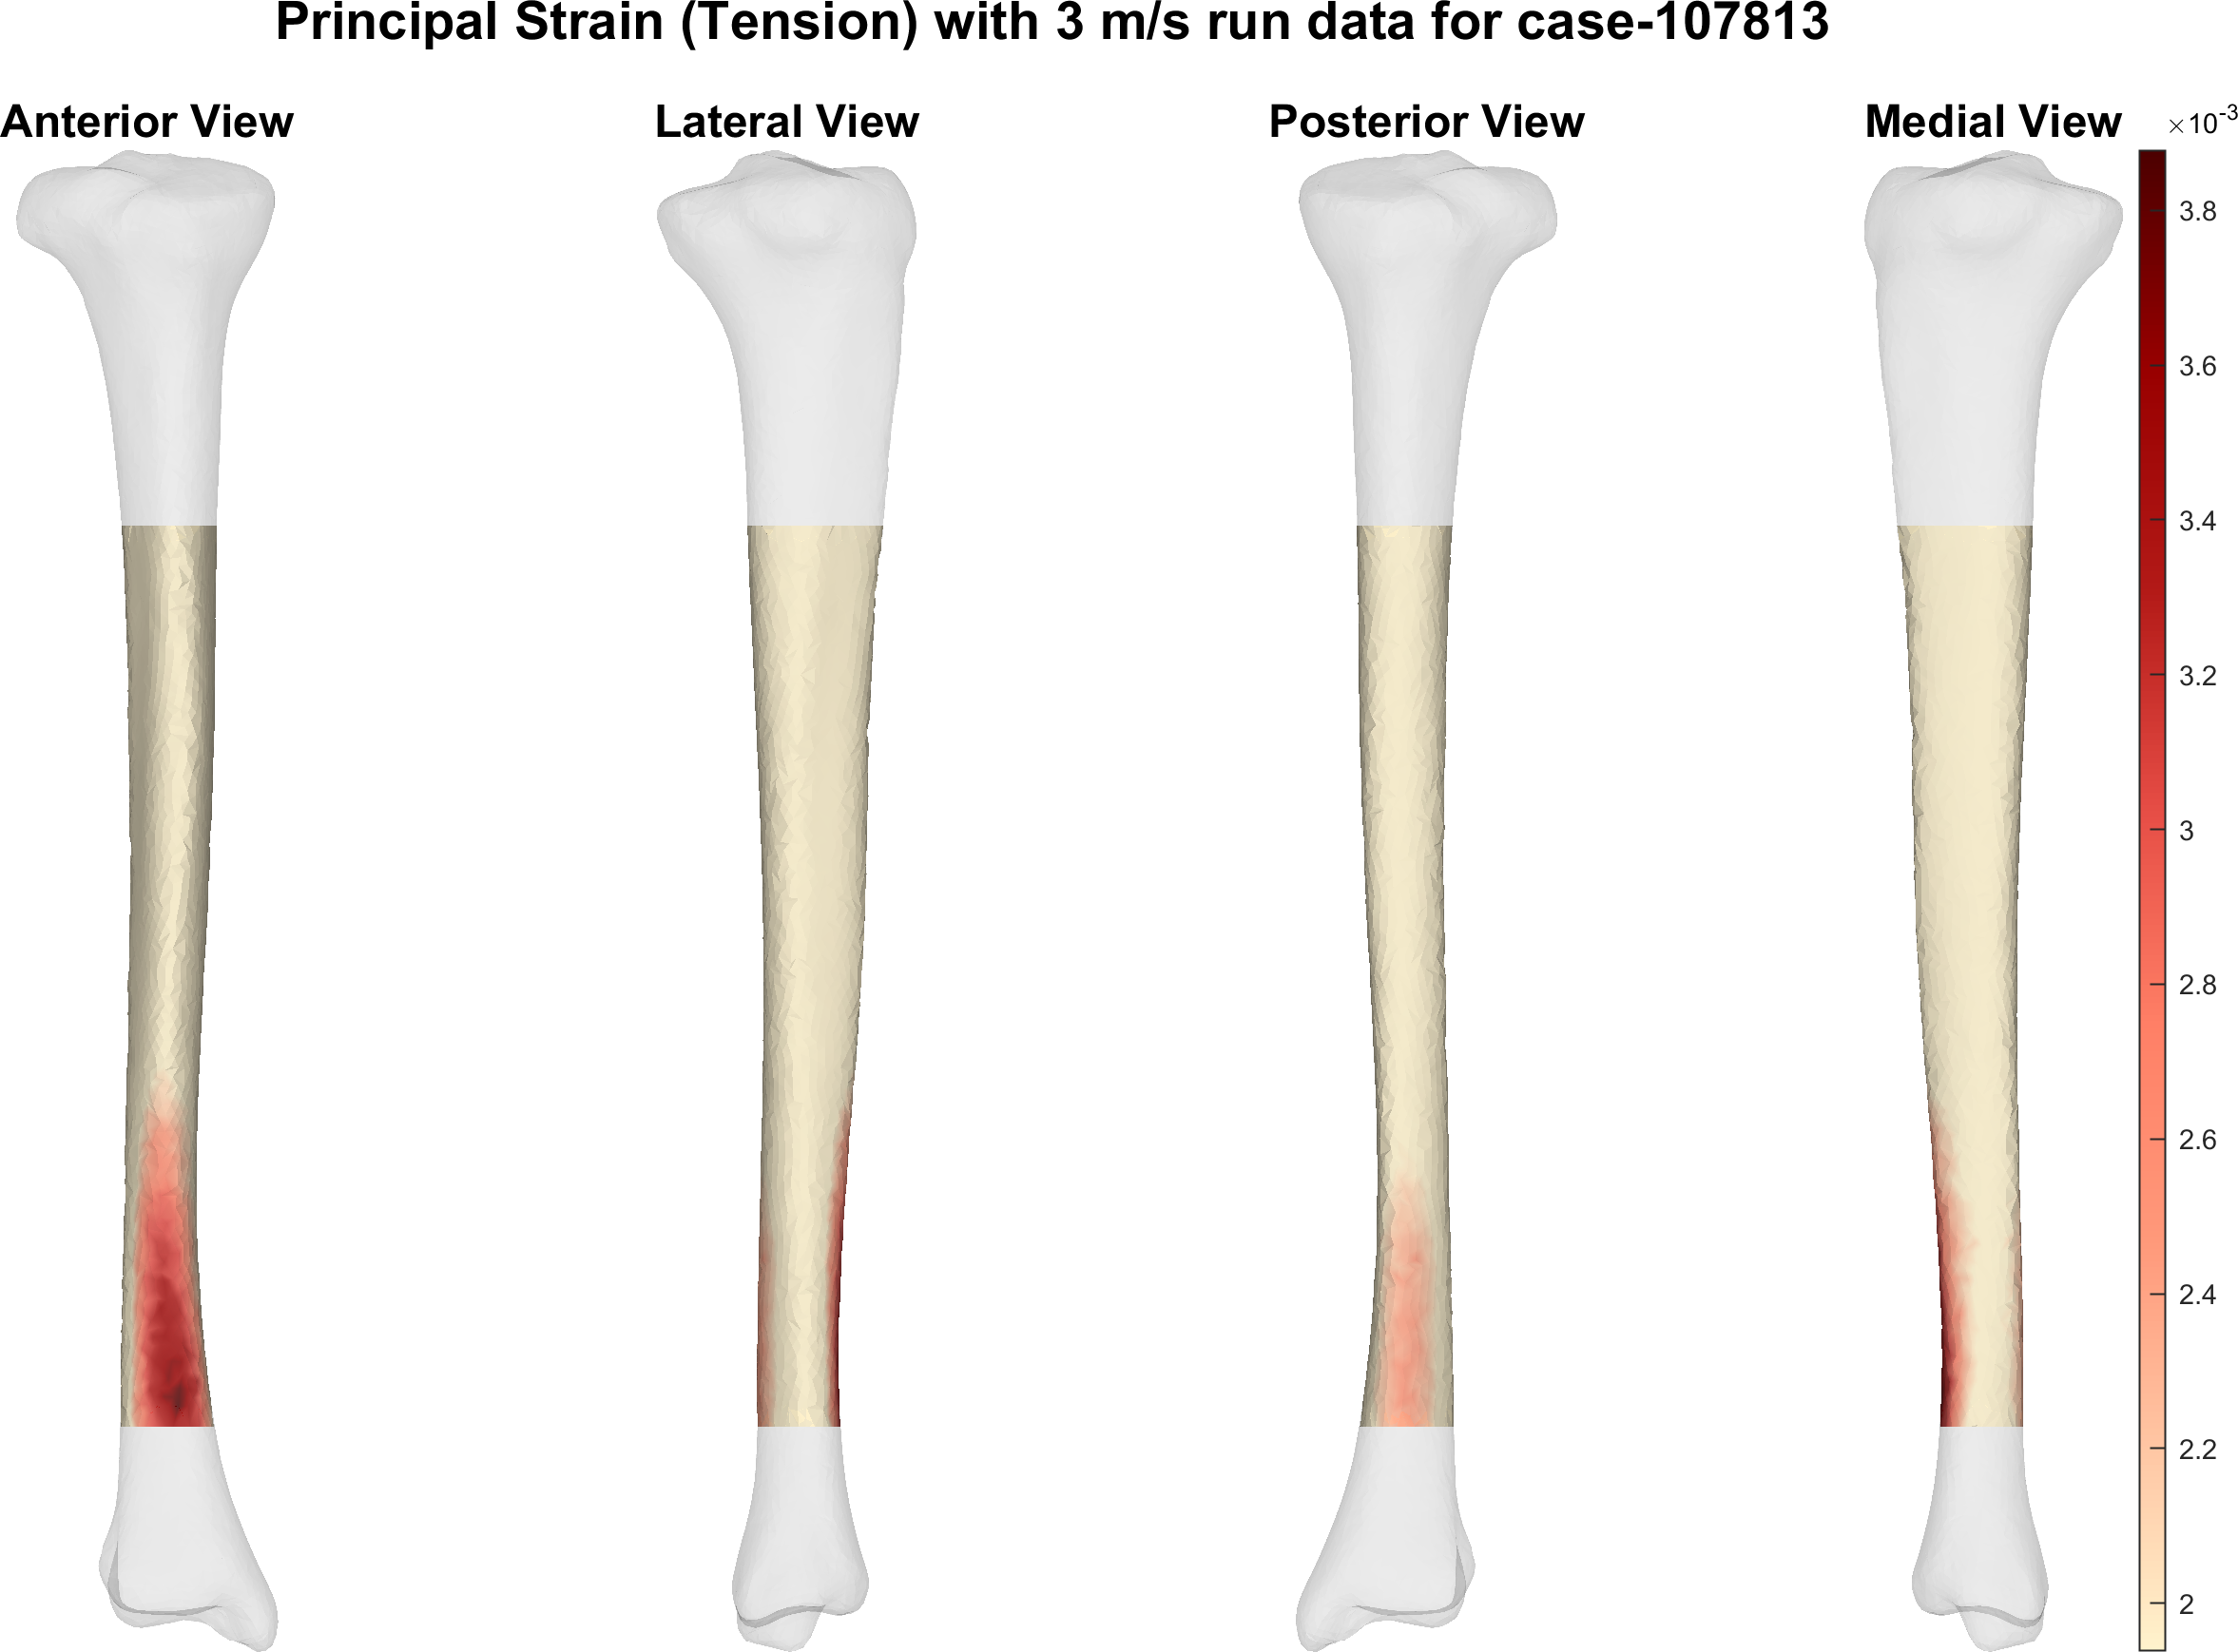 Principal Strain (Tension) with 3 m/s run data for case-107813
Anterior View
Lateral View
Posterior View
Medial View
×10-3
3.8
3.6
3.4
3.2
3
2.8
2.6
2.4
2.2
2